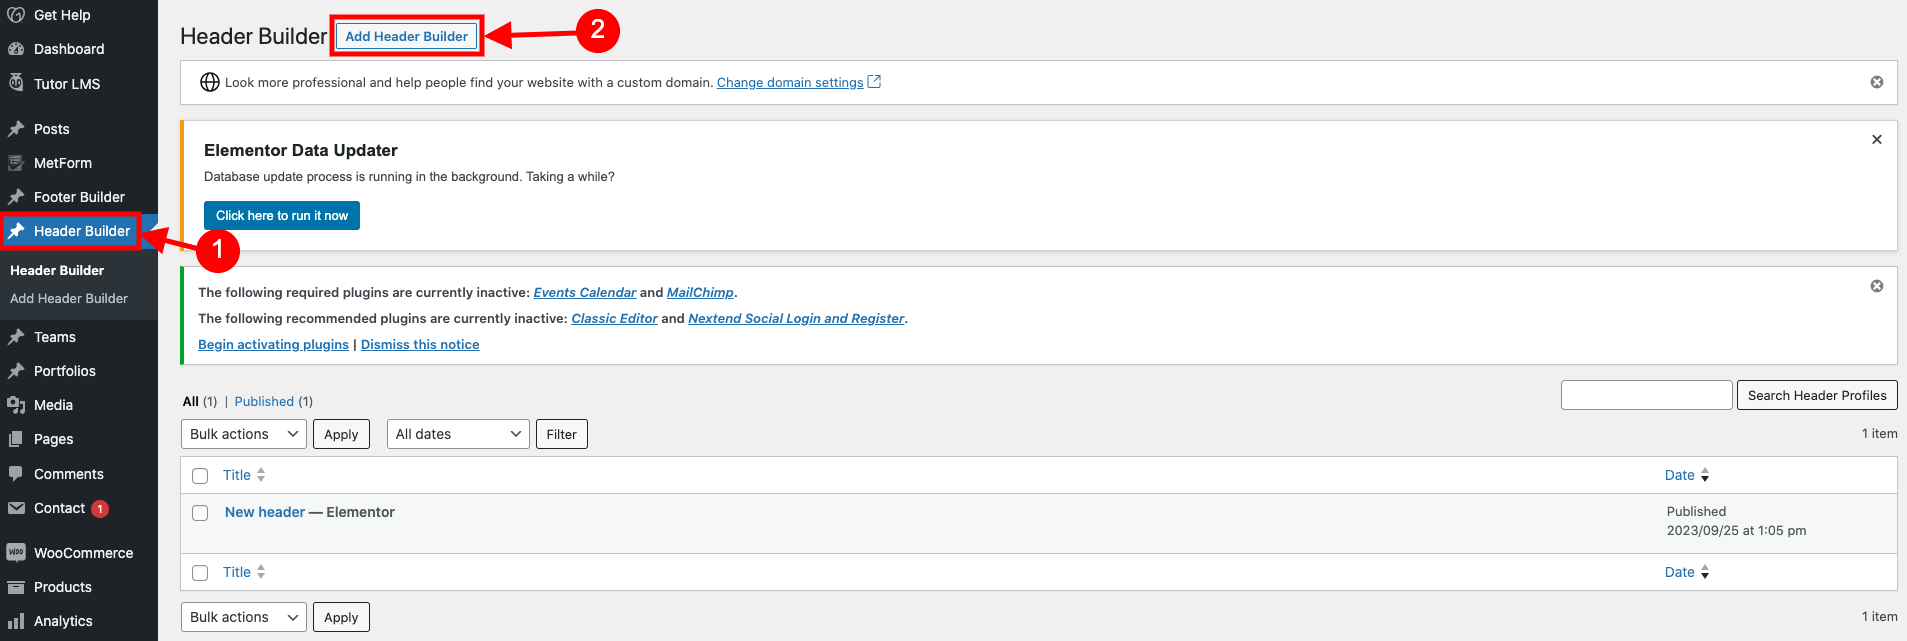 Get Help
Dashboard
Tutor LMS
Posts
MetForm
Footer Builder
Header Builder
1
Header Builder
Add Header Builder
Teams
Portfolios
Media
Pages
Comments
Contact 1
WOO WooCommerce
Products
Analytics
Header Builder Add Header Builder 2
Look more professional and help people find your website with a custom domain. Change domain settings
Elementor Data Updater
Database update process is running in the background. Taking a while?
Click here to run it now
The following required plugins are currently inactive: Events Calendar and MailChimp.
The following recommended plugins are currently inactive: Classic Editor and Nextend Social Login and Register.
Begin activating plugins | Dismiss this notice
Search Header Profiles
All (1) | Published (1)
Bulk actions Apply All dates Filter 1 item
Title Date
New header — Elementor Published
2023/09/25 at 1:05 pm
Title Date
Bulk actions Apply 1 item